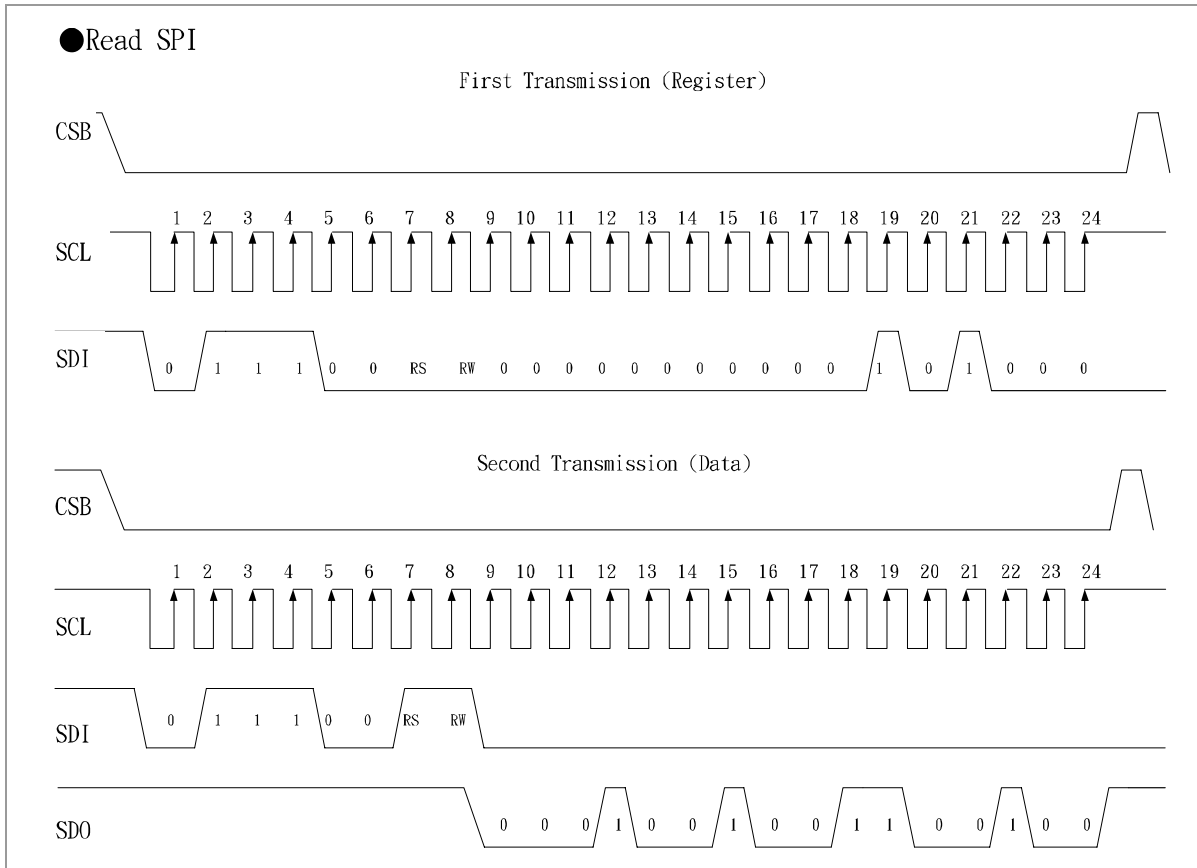 ●Read SPI
First Transmission (Register)
CSB
1 2 3 4 5 6 7 8 9 10 11 12 13 14 15 16 17 18 19 20 21 22 23 24
SCL
SDI 0 1 1 1 0 0 RS RW 0 0 0 0 0 0 0 0 0 0 1 0 1 0 0 0
Second Transmission (Data)
CSB
1 2 3 4 5 6 7 8 9 10 11 12 13 14 15 16 17 18 19 20 21 22 23 24
SCL
SDI 0 1 1 1 0 0 RS RW
SDO 0 0 0 1 0 0 1 0 0 1 1 0 0 1 0 0